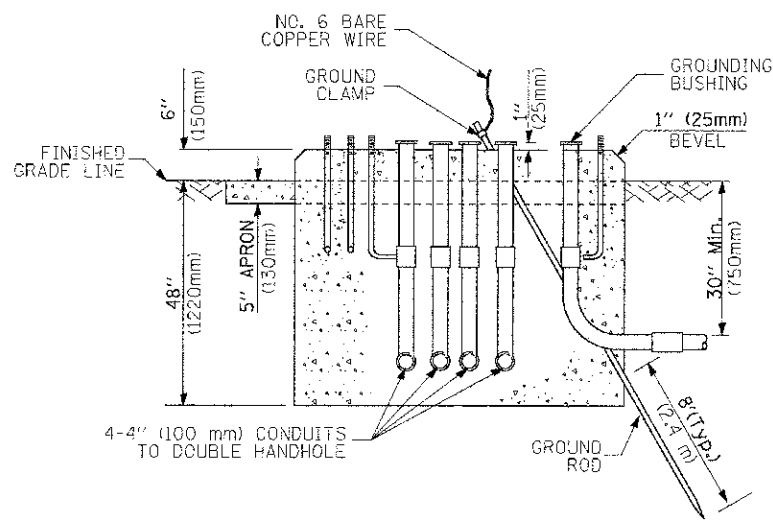 NO. 6 BARE
COPPER WIRE
GROUND
CLAMP
1"
(25mm)
GROUNDING
BUSHING
1" (25mm)
BEVEL
6"
(150mm)
FINISHED
GRADE LINE
48"
(1220mm)
5" APRON
(130mm)
30" Min.
(750mm)
4-4" (100 mm) CONDUITS
TO DOUBLE HANDHOLE
GROUND
ROD
8'(Typ.)
(2.4 m)